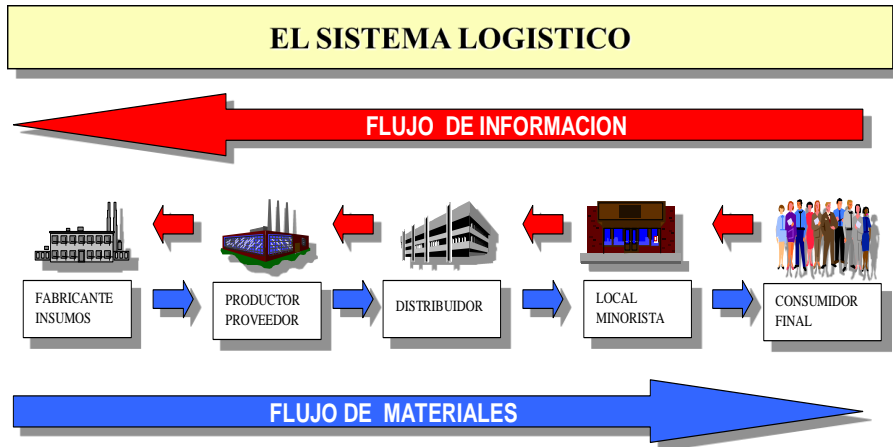 EL SISTEMA LOGISTICO
FLUJO DE INFORMACION
FABRICANTE
INSUMOS
PRODUCTOR
PROVEEDOR
DISTRIBUIDOR
LOCAL
MINORISTA
CONSUMIDOR
FINAL
FLUJO DE MATERIALES